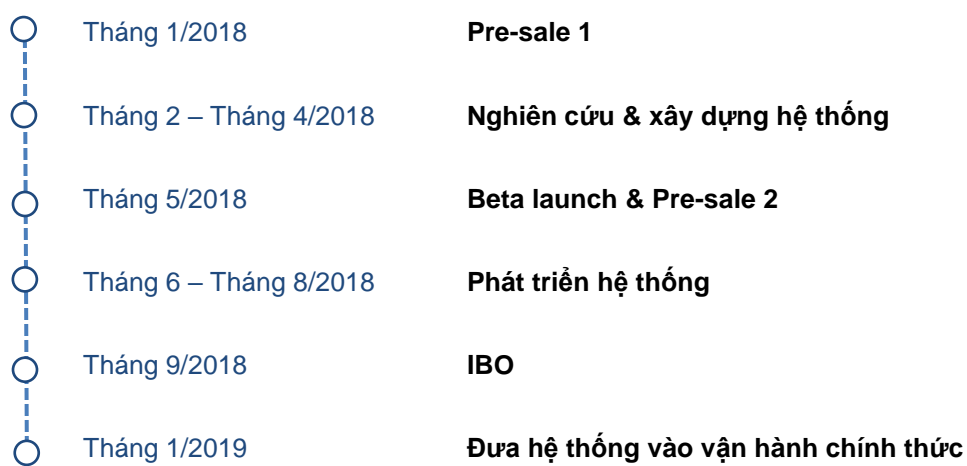 Tháng 1/2018 Pre-sale 1
Tháng 2 – Tháng 4/2018 Nghiên cứu & xây dựng hệ thống
Tháng 5/2018 Beta launch & Pre-sale 2
Tháng 6 – Tháng 8/2018 Phát triển hệ thống
Tháng 9/2018 IBO
Tháng 1/2019 Đưa hệ thống vào vận hành chính thức